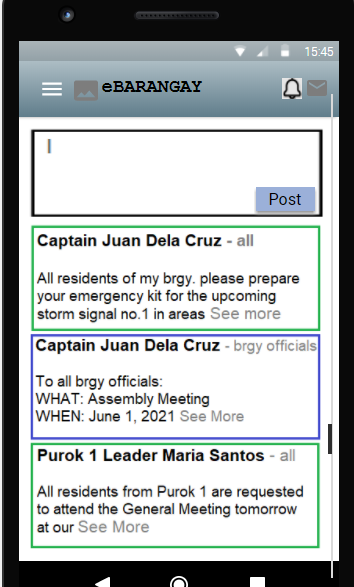 15:45
eBARANGAY
Post
Captain Juan Dela Cruz - all
All residents of my brgy. please prepare
your emergency kit for the upcoming
storm signal no.1 in areas See more
Captain Juan Dela Cruz - brgy officials
To all brgy officials:
WHAT: Assembly Meeting
WHEN: June 1, 2021 See More
Purok 1 Leader Maria Santos - all
All residents from Purok 1 are requested
to attend the General Meeting tomorrow
at our See More